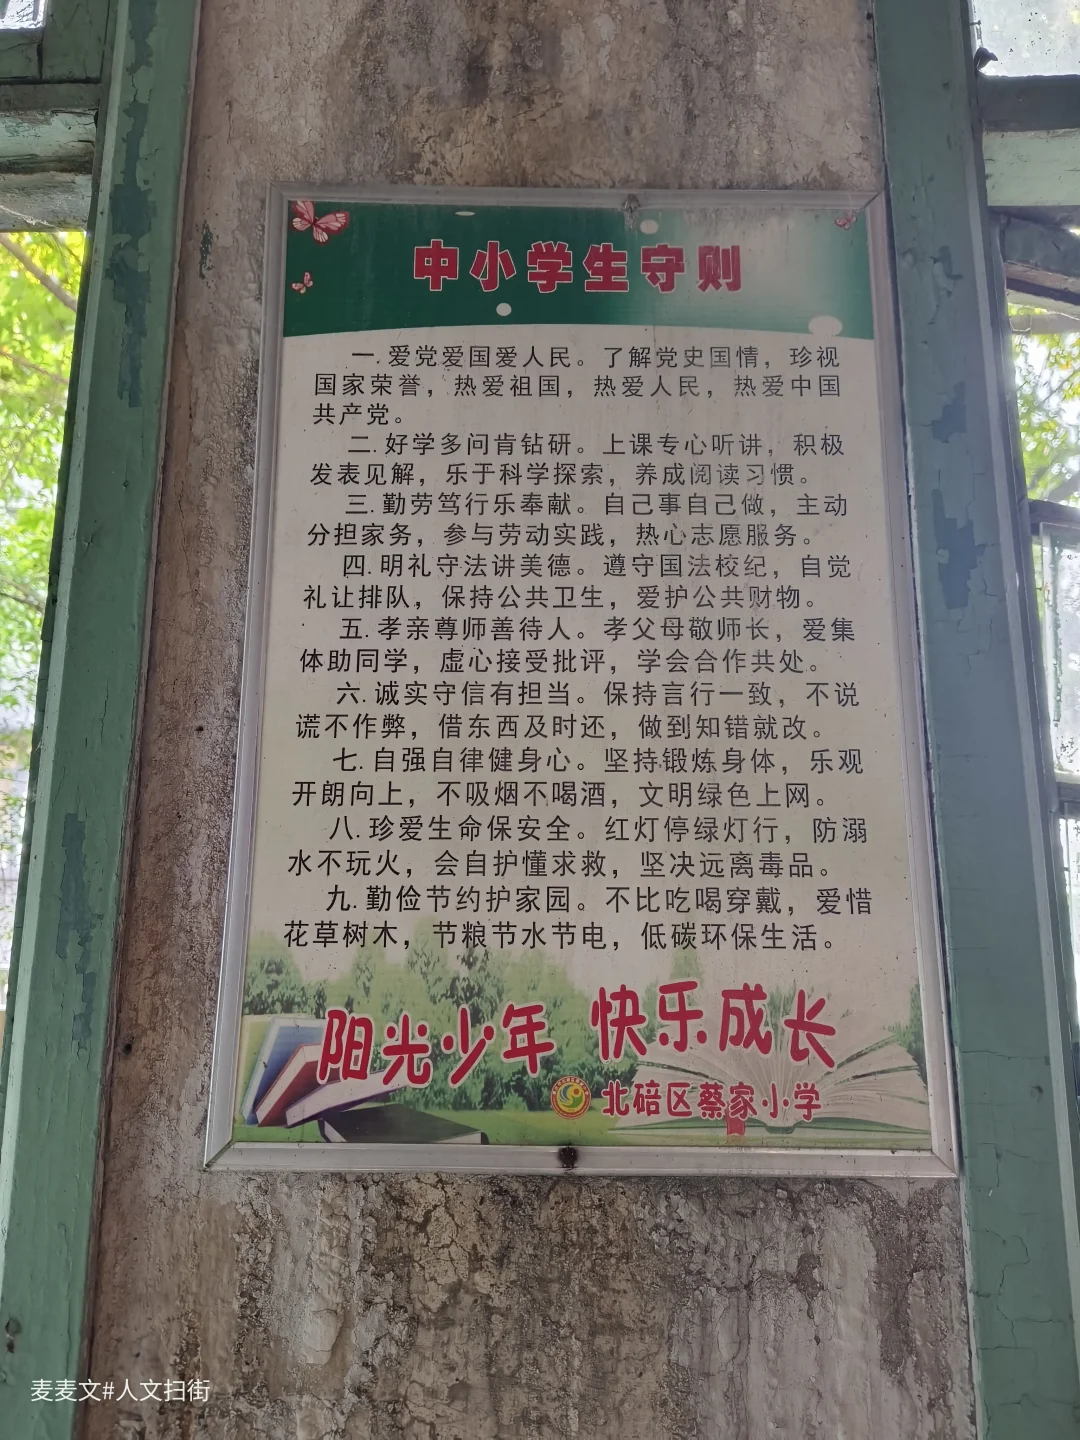 中小学生守则
一.爱党爱国爱人民。了解党史国情，珍视
国家荣誉，热爱祖国，热爱人民，热爱中国
共产党。
二.好学多问肯钻研。上课专心听讲，积极
发表见解，乐于科学探索，养成阅读习惯。
三.勤劳笃行乐奉献。自己事自己做，主动
分担家务，参与劳动实践，热心志愿服务。
四.明礼守法讲美德。遵守国法校纪，自觉
礼让排队，保持公共卫生，爱护公共财物。
五.孝亲尊师善待人。孝父母敬师长，爱集
体助同学，虚心接受批评，学会合作共处。
六.诚实守信有担当。保持言行一致，不说
谎不作弊，借东西及时还，做到知错就改。
七.自强自律健身心。坚持锻炼身体，乐观
开朗向上，不吸烟不喝酒，文明绿色上网。
八.珍爱生命保安全。红灯停绿灯行，防溺
水不玩火，会自护懂求救，坚决远离毒品。
九.勤俭节约护家园。不比吃喝穿戴，爱惜
花草树木，节粮节水节电，低碳环保生活。
阳光少年 快乐成长
北碚区蔡家小学
麦麦文#人文扫街